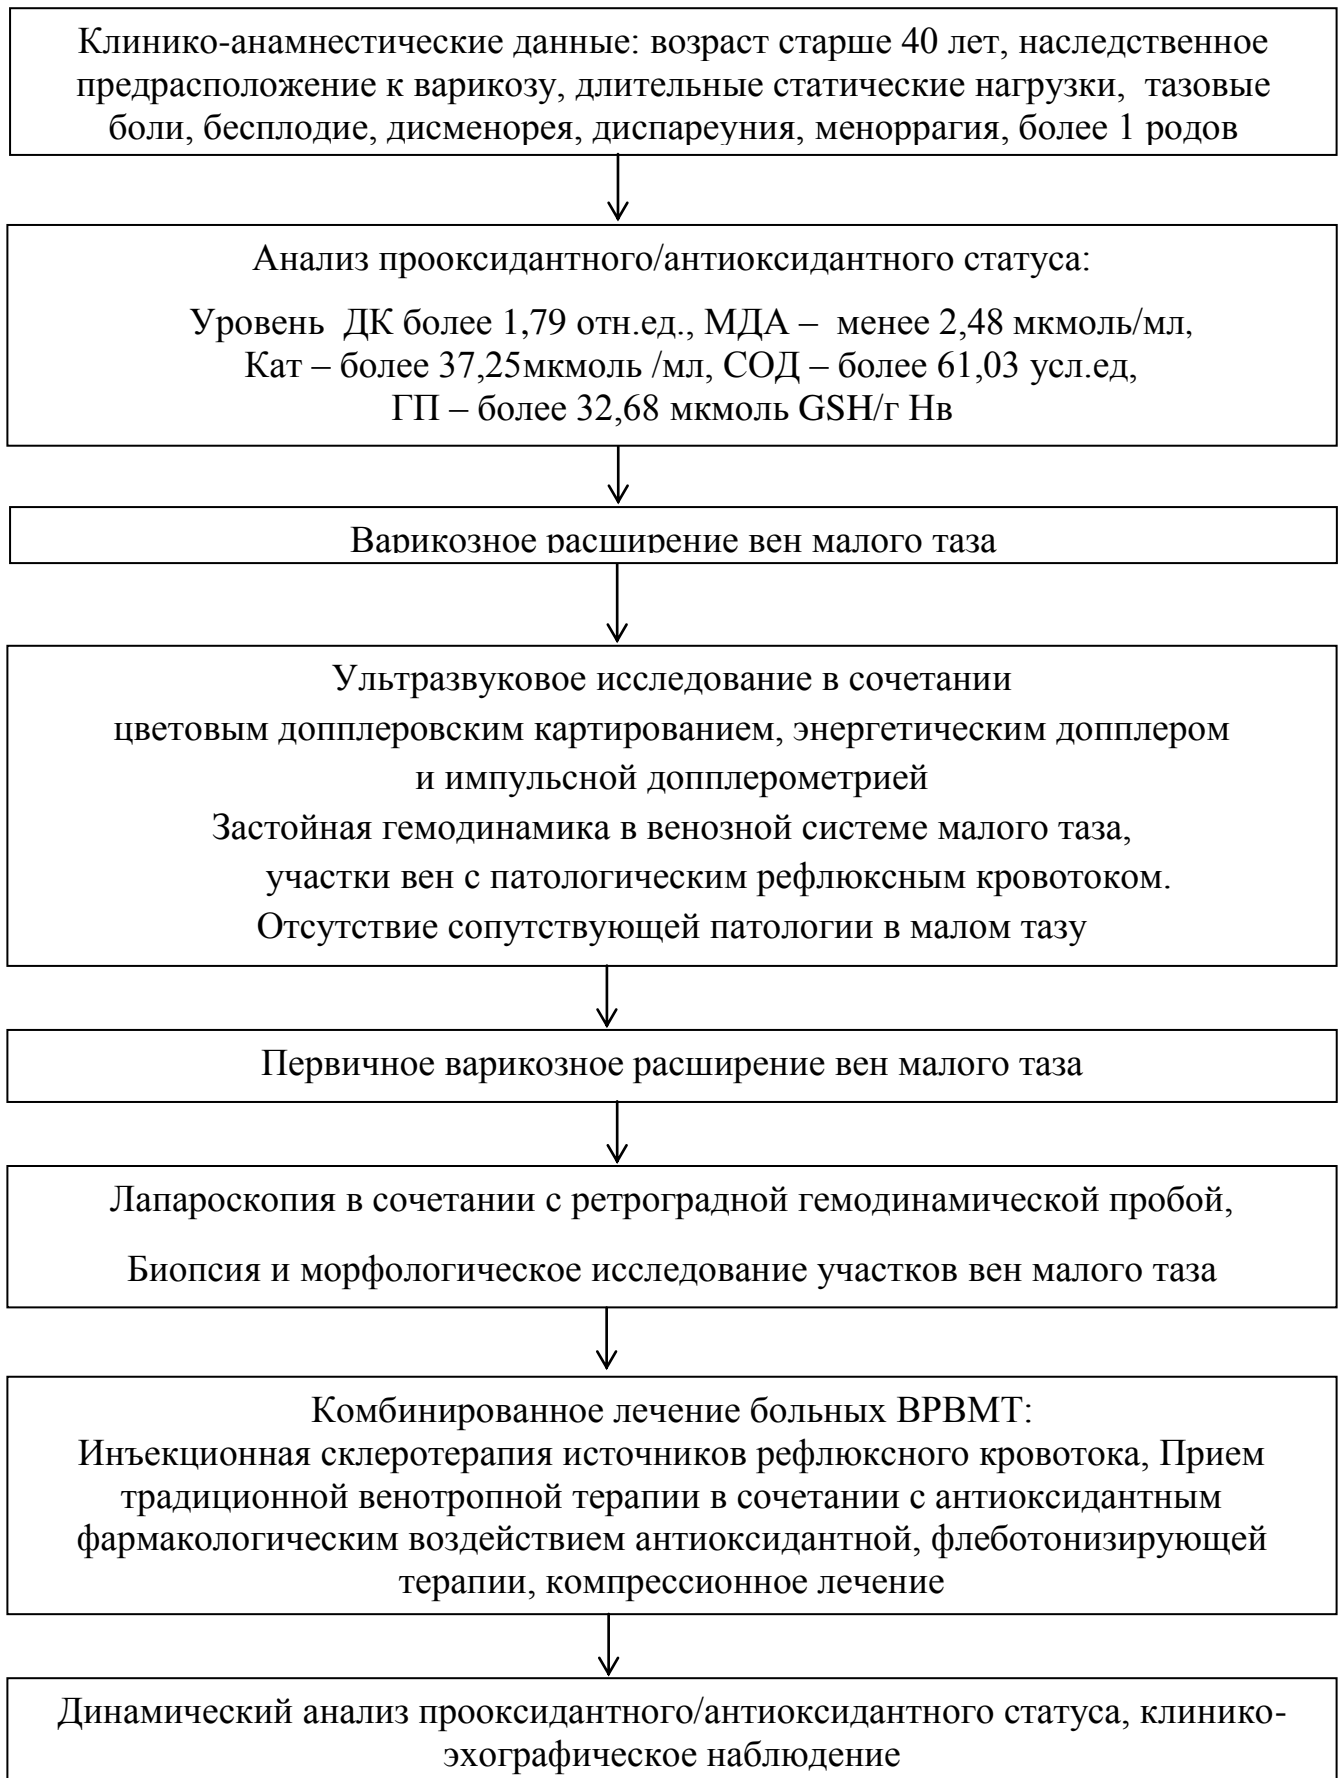 Клинико-анамнестические данные: возраст старше 40 лет, наследственное
предрасположение к варикозу, длительные статические нагрузки, тазовые
боли, бесплодие, дисменорея, диспареуния, меноррагия, более 1 родов
Анализ прооксидантного/антиоксидантного статуса:
Уровень ДК более 1,79 отн.ед., МДА – менее 2,48 мкмоль/мл,
Кат – более 37,25мкмоль /мл, СОД – более 61,03 усл.ед,
ГП – более 32,68 мкмоль GSH/г Нв
Варикозное расширение вен малого таза
Ультразвуковое исследование в сочетании
цветовым допплеровским картированием, энергетическим допплером
и импульсной допплерометрией
Застойная гемодинамика в венозной системе малого таза,
участки вен с патологическим рефлюксным кровотоком.
Отсутствие сопутствующей патологии в малом тазу
Первичное варикозное расширение вен малого таза
Лапароскопия в сочетании с ретроградной гемодинамической пробой,
Биопсия и морфологическое исследование участков вен малого таза
Комбинированное лечение больных ВРВМТ:
Инъекционная склеротерапия источников рефлюксного кровотока, Прием
традиционной венотропной терапии в сочетании с антиоксидантным
фармакологическим воздействием антиоксидантной, флеботонизирующей
терапии, компрессионное лечение
Динамический анализ прооксидантного/антиоксидантного статуса, клинико-
эхографическое наблюдение